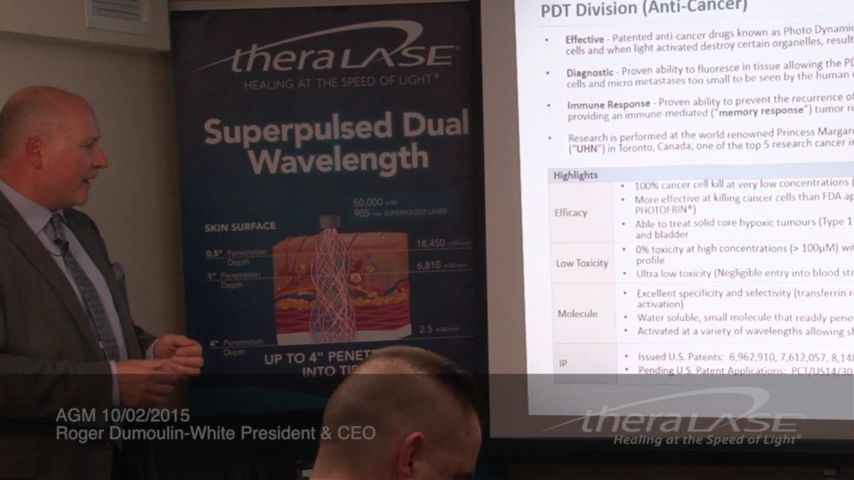 theraLASE®
HEALING AT THE SPEED OF LIGHT®
Superpulsed Dual
Wavelength
50,000 mW
905 nm SUPERPULSED LASER
SKIN SURFACE
18,450
0.5" Penetration
Depth
6,810
1" Penetration
Depth
2.5
4" Penetration
Depth
UP TO 4" PENET
INTO TIS
PDT Division (Anti-Cancer)
• Effective - Patented anti-cancer drugs known as Photo Dynamic
cells and when light activated destroy certain organelles, result
• Diagnostic - Proven ability to fluoresce in tissue allowing the PD
cells and micro metastases too small to be seen by the human
• Immune Response - Proven ability to prevent the recurrence of
providing an immune-mediated ("memory response") tumor re
• Research is performed at the world renowned Princess Margare
("UHN") in Toronto, Canada, one of the top 5 research cancer in
Highlights
Efficacy
• 100% cancer cell kill at very low concentrations (
• More effective at killing cancer cells than FDA ap
PHOTOFRIN®)
• Able to treat solid core hypoxic tumours (Type 1
and bladder
Low Toxicity
• 0% toxicity at high concentrations (> 100µM) wit
profile
• Ultra low toxicity (Negligible entry into blood str
Molecule
• Excellent specificity and selectivity (transferrin r
activation)
• Water soluble, small molecule that readily pene
• Activated at a variety of wavelengths allowing sh
IP
• Issued U.S. Patents: 6,962,910, 7,612,057, 8,148
• Pending U.S. Patent Applications: PCT/US14/30
AGM 10/02/2015
Roger Dumoulin-White President & CEO
theraLASE®
Healing at the Speed of Light®